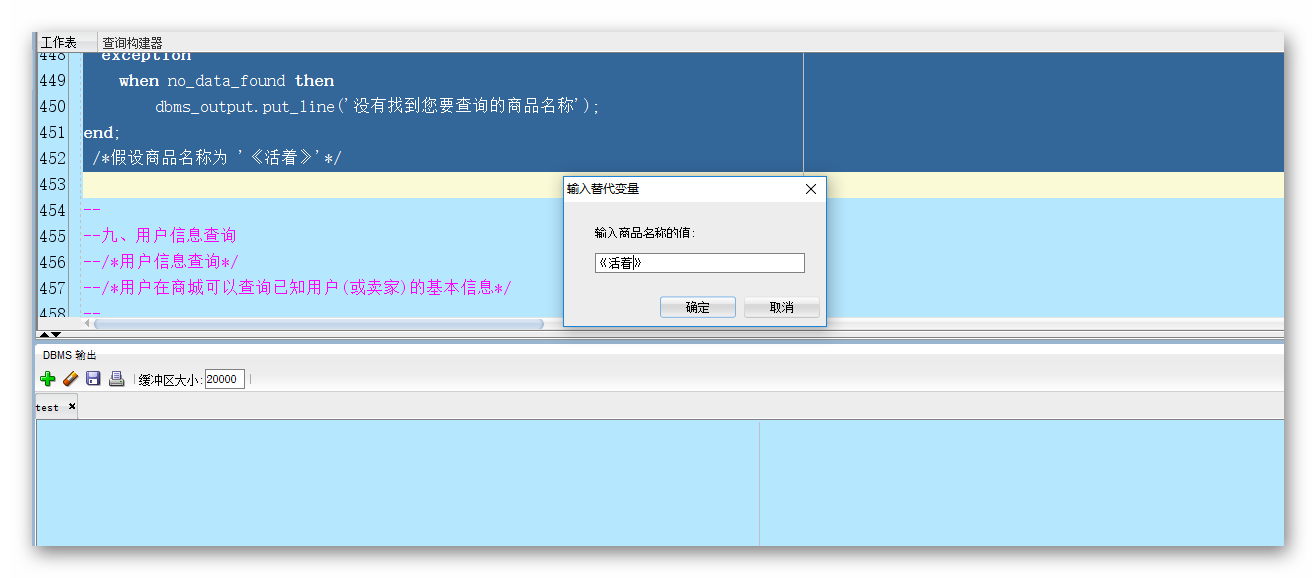 工作表 查询构建器
448 exception
449 when no_data_found then
450 dbms_output.put_line('没有找到您要查询的商品名称');
451 end;
452 /*假设商品名称为 '《活着》'*/
453
454 --
455 --九、用户信息查询
456 --/*用户信息查询*/
457 --/*用户在商城可以查询已知用户(或卖家)的基本信息*/
458 --
输入替代变量
输入商品名称的值:
《活着》
确定 取消
DBMS 输出
缓冲区大小: 20000
test